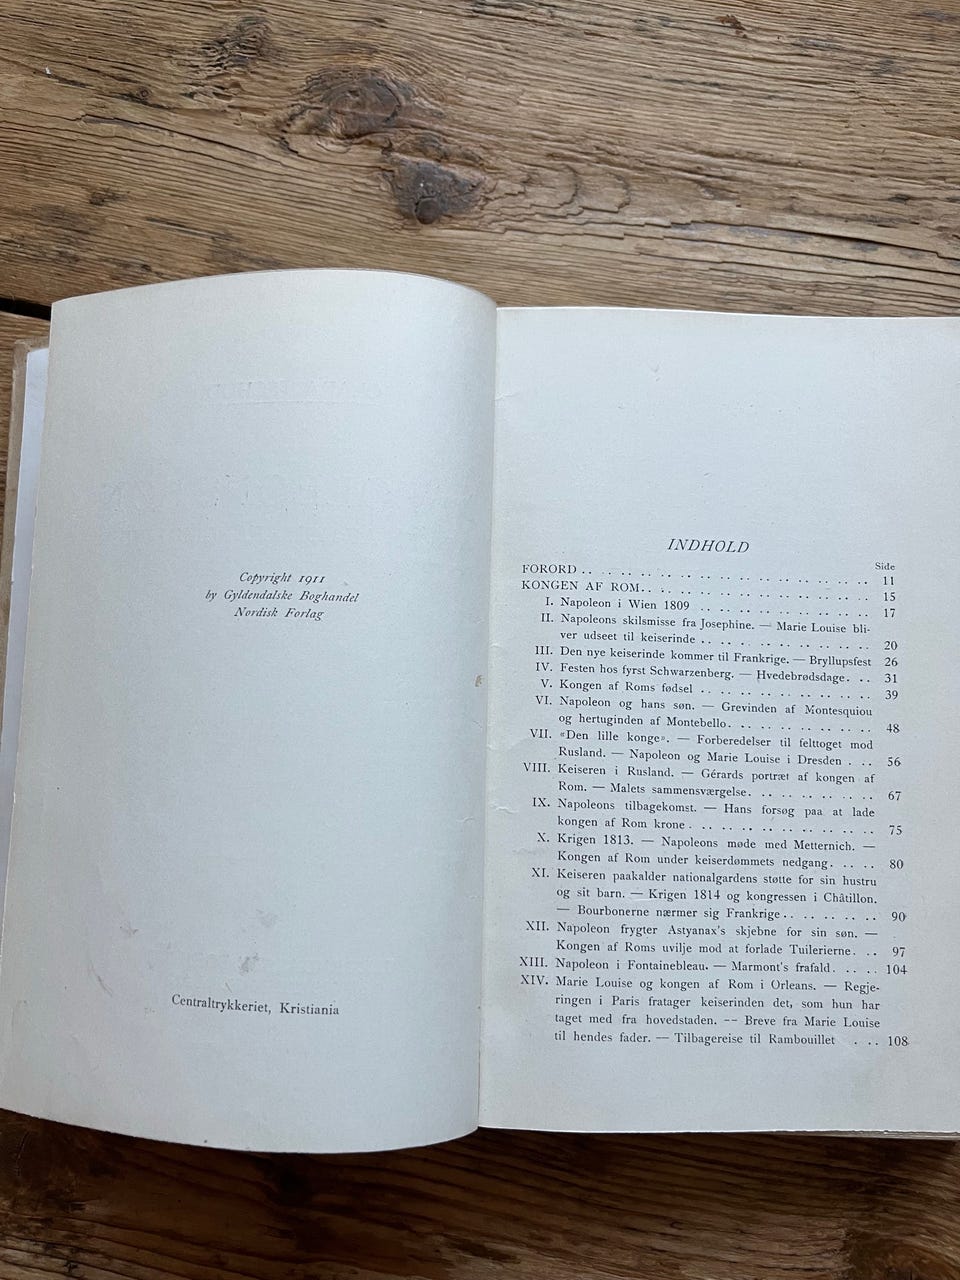 Copyright 1911
by Gyldendalske Boghandel
Nordisk Forlag
Centraltrykkeriet, Kristiania
INDHOLD
Side
FORORD .. .. .. .. .. .. .. .. .. .. .. .. .. .. 11
KONGEN AF ROM.. .. .. .. .. .. .. .. .. .. .. 15
I. Napoleon i Wien 1809 .. .. .. .. .. .. .. .. .. 17
II. Napoleons skilsmisse fra Josephine. — Marie Louise bli-
ver udseet til keiserinde .. .. .. .. .. .. .. .. .. 20
III. Den nye keiserinde kommer til Frankrige. — Bryllupsfest 26
IV. Festen hos fyrst Schwarzenberg. — Hvedebrødsdage. .. 31
V. Kongen af Roms fødsel .. .. .. .. .. .. .. .. .. 39
VI. Napoleon og hans søn. — Grevinden af Montesquiou
og hertuginden af Montebello. .. .. .. .. .. .. .. 48
VII. «Den lille konge». — Forberedelser til felttoget mod
Rusland. — Napoleon og Marie Louise i Dresden . .. 56
VIII. Keiseren i Rusland. — Gérards portræt af kongen af
Rom. — Malets sammensværgelse. .. .. .. .. .. .. 67
IX. Napoleons tilbagekomst. — Hans forsøg paa at lade
kongen af Rom krone . .. .. .. .. .. .. .. .. .. 75
X. Krigen 1813. — Napoleons møde med Metternich. —
Kongen af Rom under keiserdømmets nedgang. .. .. 80
XI. Keiseren paakalder nationalgardens støtte for sin hustru
og sit barn. — Krigen 1814 og kongressen i Châtillon.
— Bourbonerne nærmer sig Frankrige.. .. .. .. .. 90
XII. Napoleon frygter Astyanax's skjebne for sin søn. —
Kongen af Roms uvilje mod at forlade Tuilerierne. .. 97
XIII. Napoleon i Fontainebleau. — Marmont's frafald. .. .. 104
XIV. Marie Louise og kongen af Rom i Orleans. — Regje-
ringen i Paris fratager keiserinden det, som hun har
taget med fra hovedstaden. -- Breve fra Marie Louise
til hendes fader. — Tilbagereise til Rambouillet . .. 108